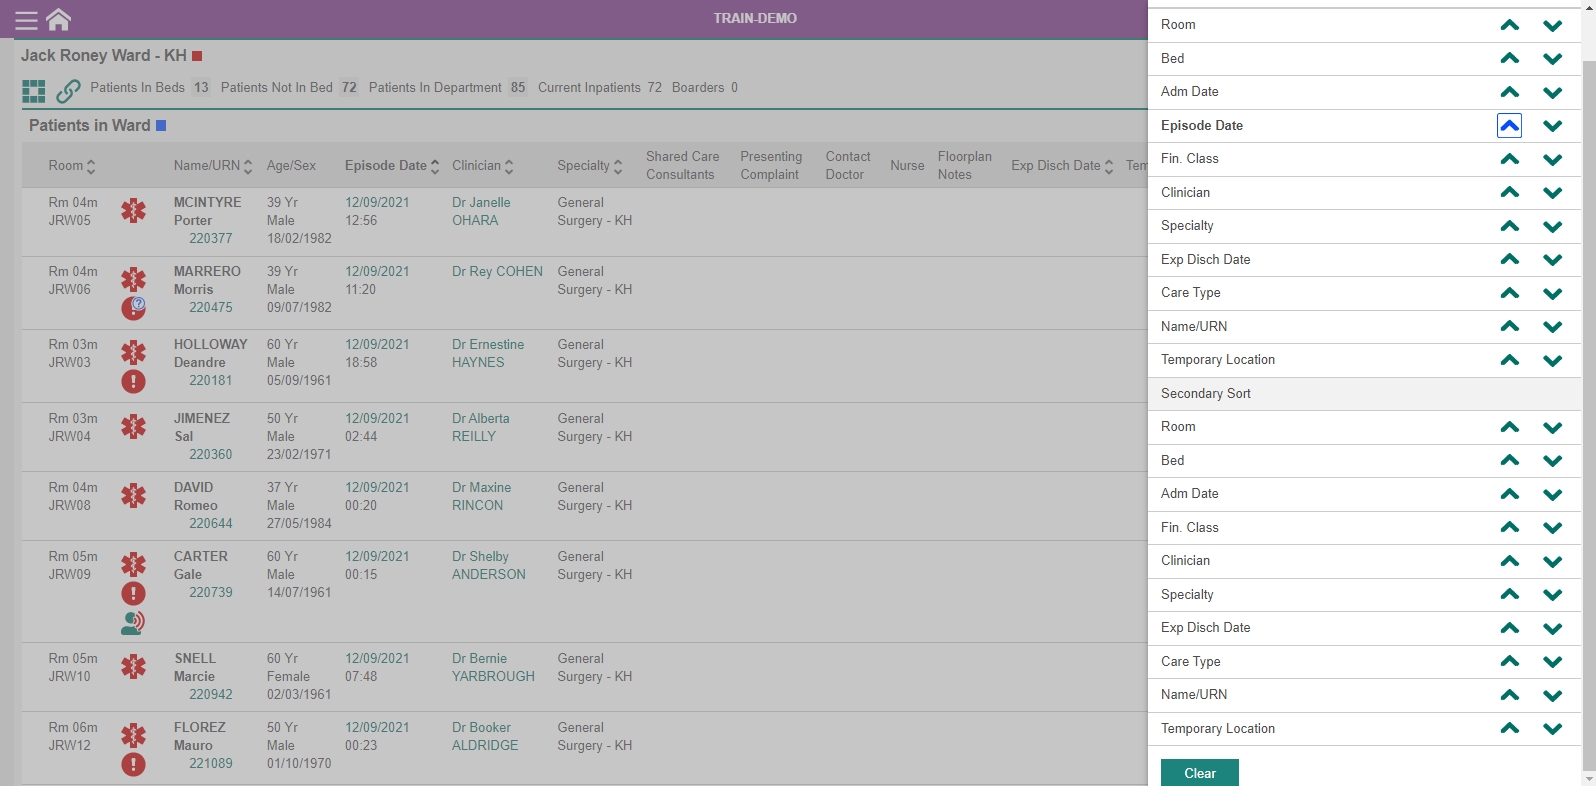 TRAIN-DEMO
Jack Roney Ward - KH
Patients In Beds 13 Patients Not In Bed 72 Patients In Department 85 Current Inpatients 72 Boarders 0
Patients in Ward
Room Name/URN Age/Sex Episode Date Clinician Specialty Shared Care Consultants Presenting Complaint Contact Doctor Nurse Floorplan Notes Exp Disch Date Tem
Rm 04m MCINTYRE 39 Yr 12/09/2021 Dr Janelle General
JRW05 Porter Male 12:56 OHARA Surgery - KH
220377 18/02/1982
Rm 04m MARRERO 39 Yr 12/09/2021 Dr Rey COHEN General
JRW06 Morris Male 11:20 Surgery - KH
220475 09/07/1982
Rm 03m HOLLOWAY 60 Yr 12/09/2021 Dr Ernestine General
JRW03 Deandre Male 18:58 HAYNES Surgery - KH
220181 05/09/1961
Rm 03m JIMENEZ 50 Yr 12/09/2021 Dr Alberta General
JRW04 Sal Male 02:44 REILLY Surgery - KH
220360 23/02/1971
Rm 04m DAVID 37 Yr 12/09/2021 Dr Maxine General
JRW08 Romeo Male 00:20 RINCON Surgery - KH
220644 27/05/1984
Rm 05m CARTER 60 Yr 12/09/2021 Dr Shelby General
JRW09 Gale Male 00:15 ANDERSON Surgery - KH
220739 14/07/1961
Rm 05m SNELL 60 Yr 12/09/2021 Dr Bernie General
JRW10 Marcie Female 07:48 YARBROUGH Surgery - KH
220942 02/03/1961
Rm 06m FLOREZ 50 Yr 12/09/2021 Dr Booker General
JRW12 Mauro Male 00:23 ALDRIDGE Surgery - KH
221089 01/10/1970
Room
Bed
Adm Date
Episode Date
Fin. Class
Clinician
Specialty
Exp Disch Date
Care Type
Name/URN
Temporary Location
Secondary Sort
Room
Bed
Adm Date
Fin. Class
Clinician
Specialty
Exp Disch Date
Care Type
Name/URN
Temporary Location
Clear